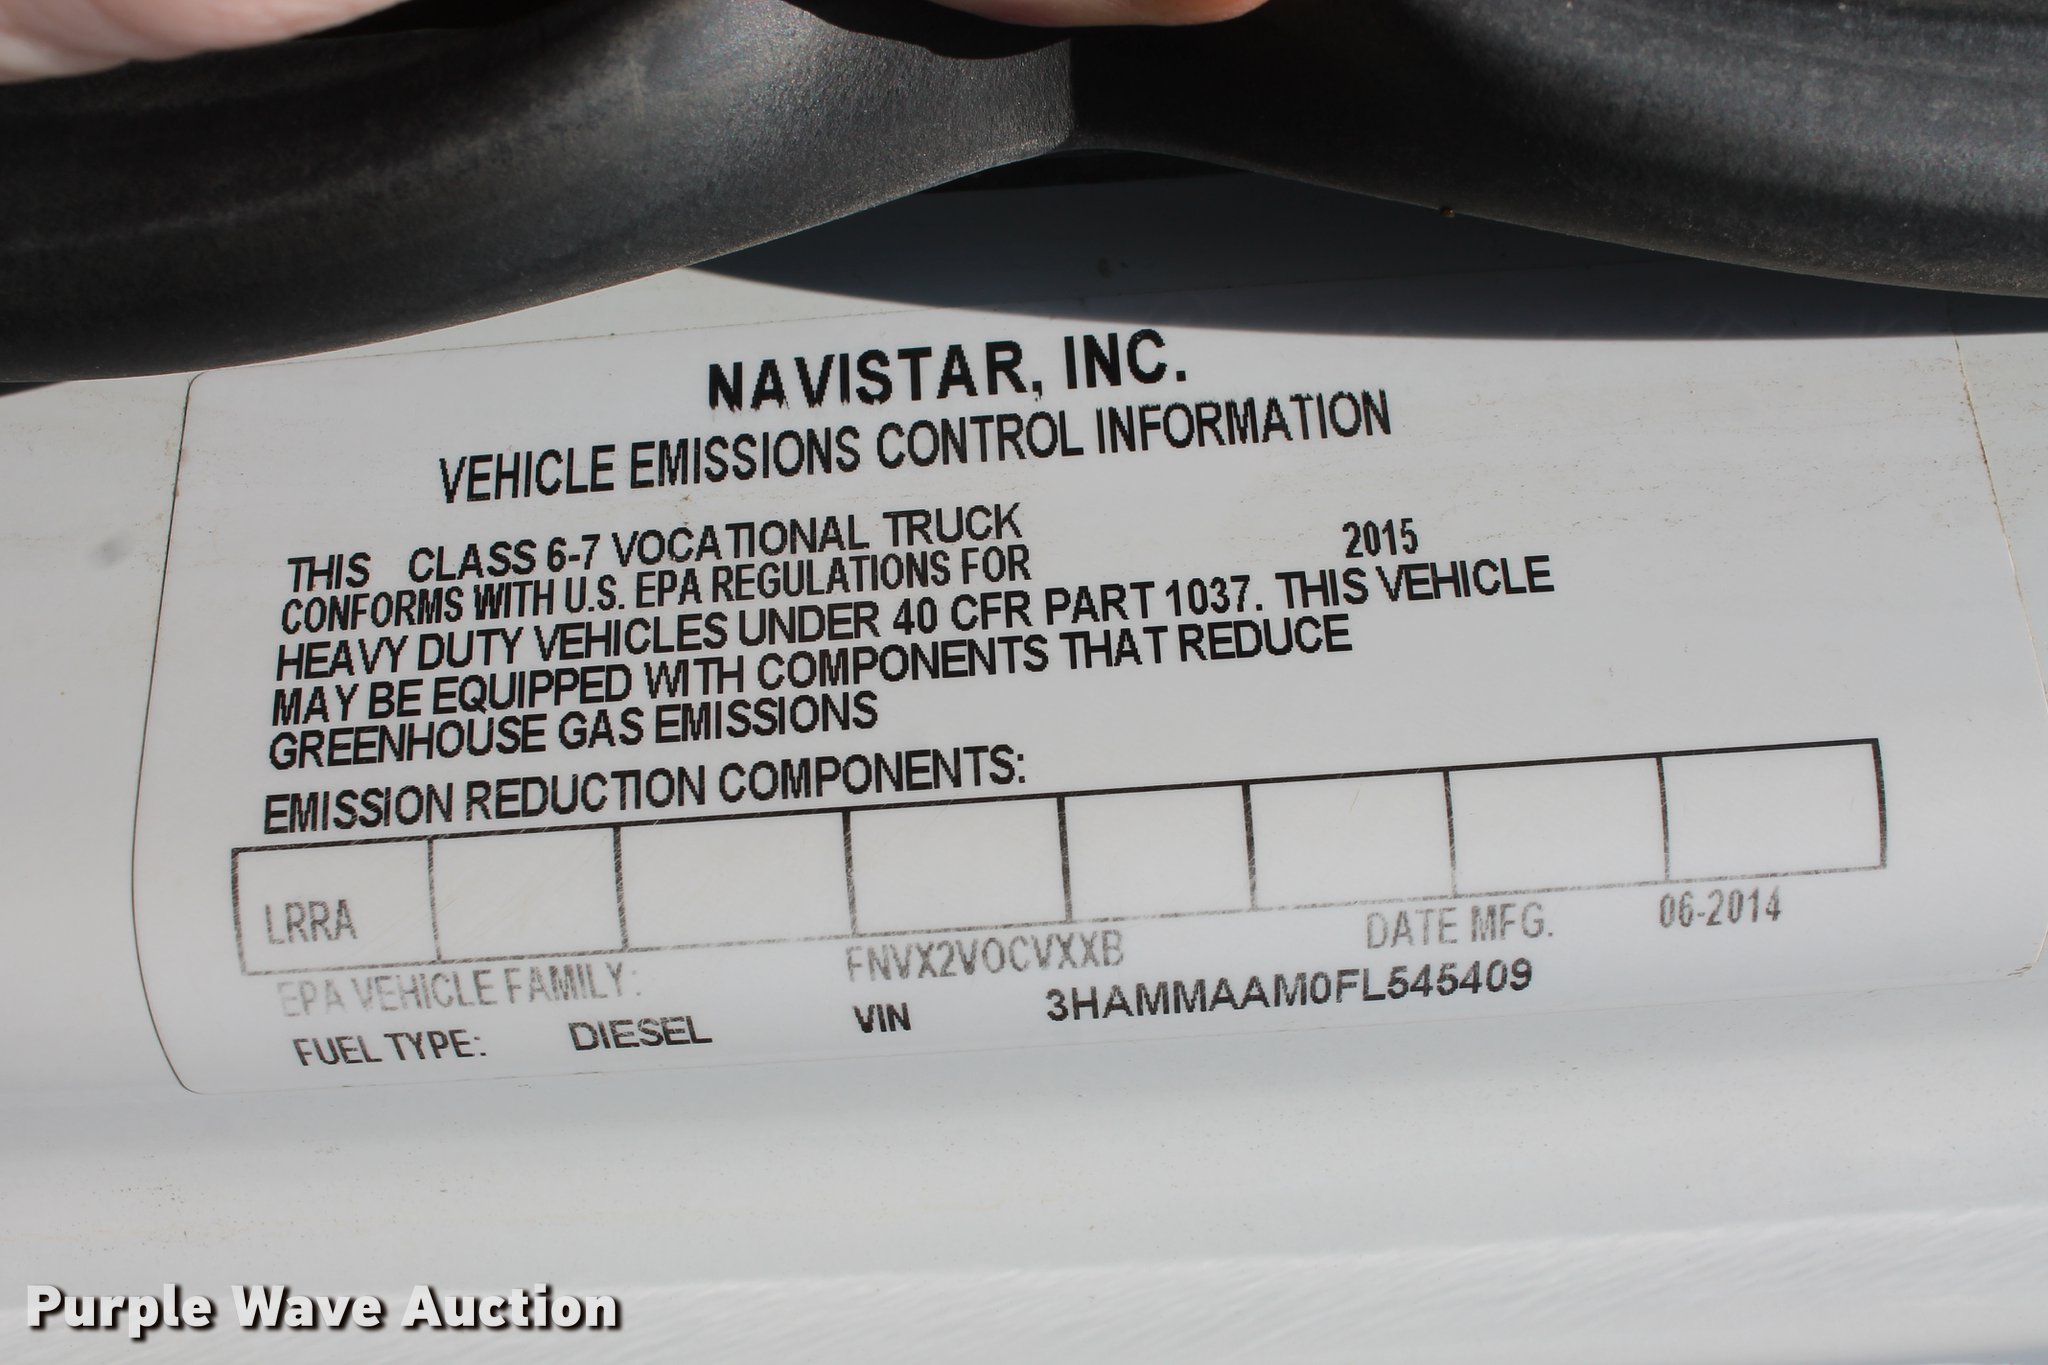 NAVISTAR, INC.
VEHICLE EMISSIONS CONTROL INFORMATION
THIS CLASS 6-7 VOCATIONAL TRUCK
CONFORMS WITH U.S. EPA REGULATIONS FOR 2015
HEAVY DUTY VEHICLES UNDER 40 CFR PART 1037. THIS VEHICLE
MAY BE EQUIPPED WITH COMPONENTS THAT REDUCE
GREENHOUSE GAS EMISSIONS
EMISSION REDUCTION COMPONENTS:
LRRA
EPA VEHICLE FAMILY: FNVX2VOCVXXB DATE MFG. 06-2014
FUEL TYPE: DIESEL VIN 3HAMMAAM0FL545409
Purple Wave Auction